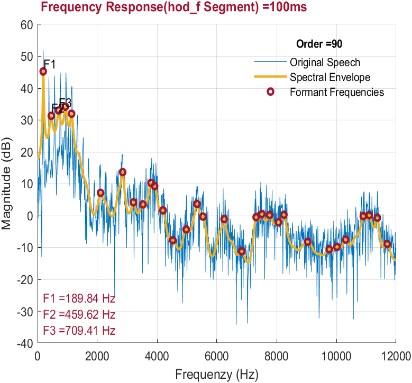 Frequency Response(hod_f Segment) =100ms
Order =90
Original Speech
Spectral Envelope
Formant Frequencies
F1
F3
Magnitude (dB)
60
50
40
30
20
10
0
-10
-20
-30
-40
F1 =189.84 Hz
F2 =459.62 Hz
F3 =709.41 Hz
0 2000 4000 6000 8000 10000 12000
Frequenzy (Hz)